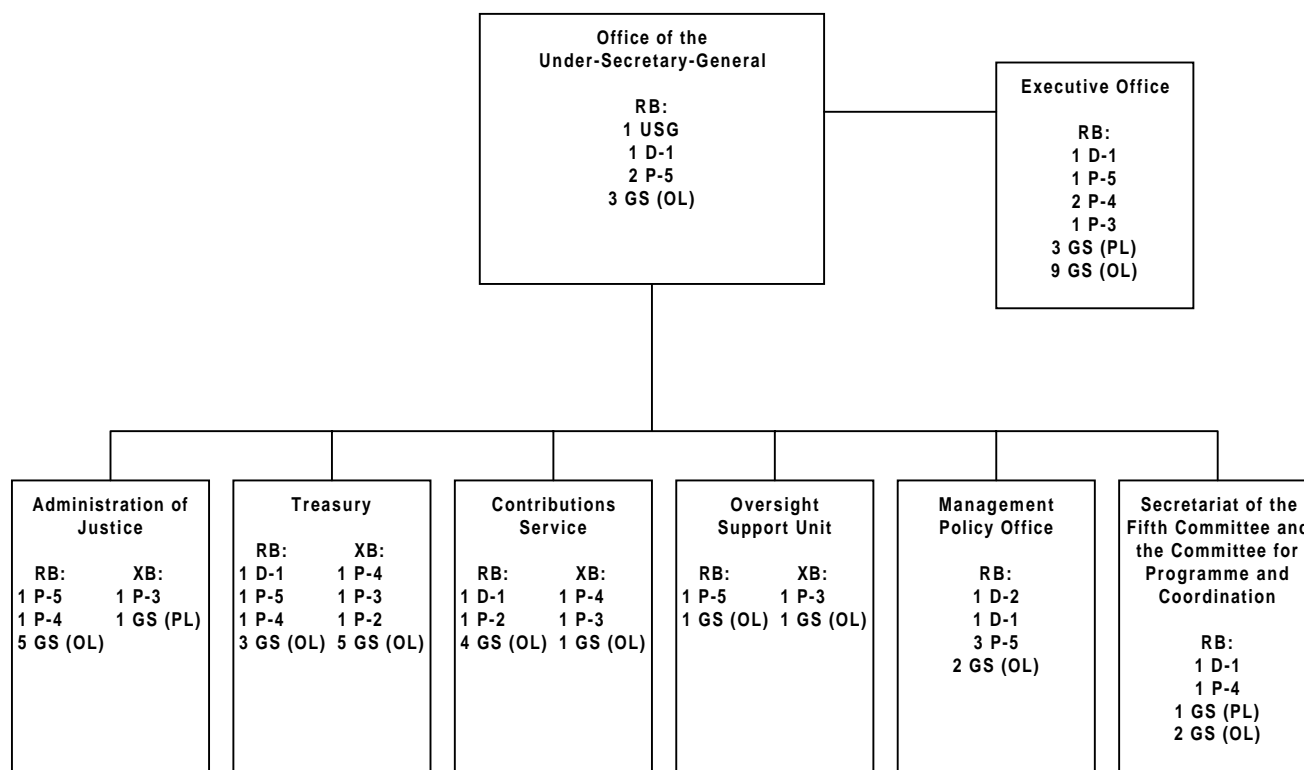 Office of the
Under-Secretary-General
RB:
1 USG
1 D-1
2 P-5
3 GS (OL)
Executive Office
RB:
1 D-1
1 P-5
2 P-4
1 P-3
3 GS (PL)
9 GS (OL)
Administration of
Justice
RB: XB:
1 P-5 1 P-3
1 P-4 1 GS (PL)
5 GS (OL)
Treasury
RB: XB:
1 D-1 1 P-4
1 P-5 1 P-3
1 P-4 1 P-2
3 GS (OL) 5 GS (OL)
Contributions
Service
RB: XB:
1 D-1 1 P-4
1 P-2 1 P-3
4 GS (OL) 1 GS (OL)
Oversight
Support Unit
RB: XB:
1 P-5 1 P-3
1 GS (OL) 1 GS (OL)
Management
Policy Office
RB:
1 D-2
1 D-1
3 P-5
2 GS (OL)
Secretariat of the
Fifth Committee and
the Committee for
Programme and
Coordination
RB:
1 D-1
1 P-4
1 GS (PL)
2 GS (OL)